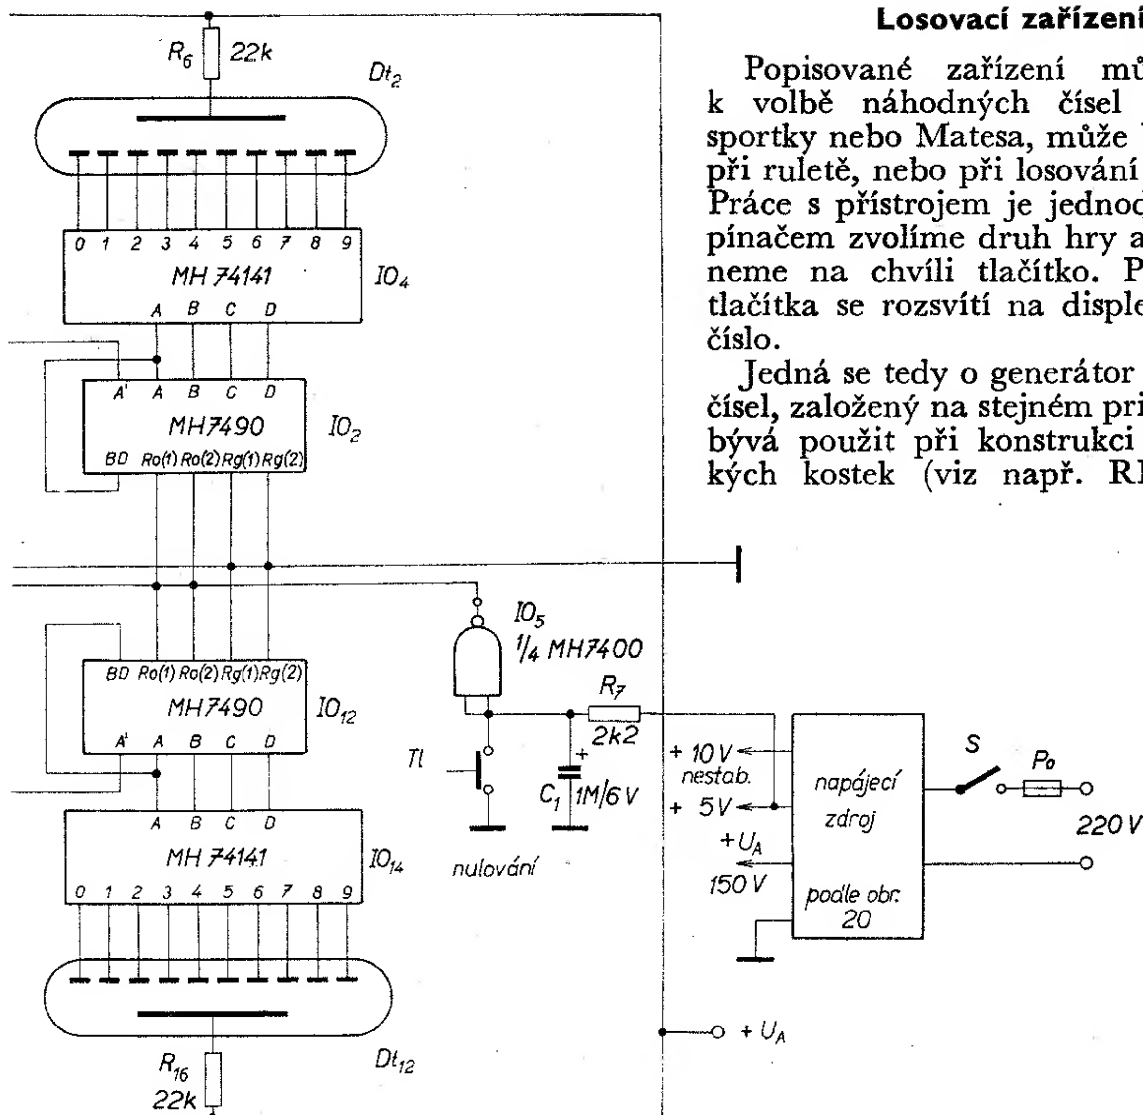 R6 22k
Dt2
0 1 2 3 4 5 6 7 8 9
MH 74141
IO4
A B C D
A' A B C D
MH7490
IO2
BD Ro(1) Ro(2) Rg(1) Rg(2)
IO5
1/4 MH7400
BD Ro(1) Ro(2) Rg(1) Rg(2)
MH7490
IO12
A' A B C D
A B C D
MH 74141
IO14
0 1 2 3 4 5 6 7 8 9
Dt12
R16
22k
Tl
nulování
R7
2k2
+
C1 1M/6 V
+ 10 V
nestab.
+ 5V
+UA
150 V
napájecí
zdroj
podle obr.
20
S
Po
220 V
+ UA
Losovací zařízení
Popisované zařízení mů
k volbě náhodných čísel
sportky nebo Matesa, může
při ruletě, nebo při losování
Práce s přístrojem je jednod
pínačem zvolíme druh hry a
neme na chvíli tlačítko. P
tlačítka se rozsvítí na disple
číslo.
Jedná se tedy o generátor
čísel, založený na stejném pri
bývá použit při konstrukci
kých kostek (viz např.